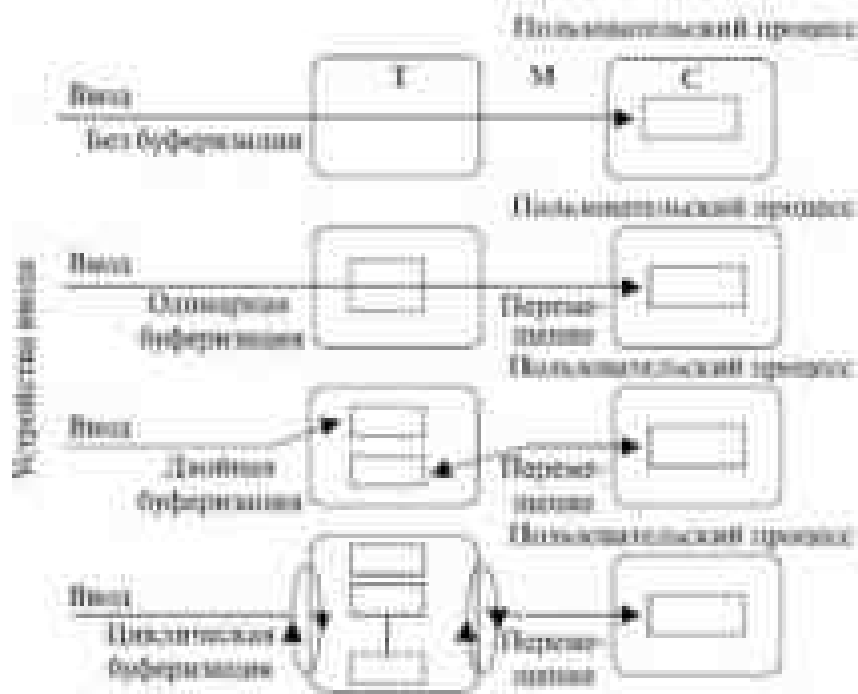 Пользовательский процесс
T M C
Ввод
Без буферизации
Пользовательский процесс
Ввод
Одинарная
буферизация
Переме-
щение
Пользовательский процесс
Устройства ввода
Ввод
Двойная
буферизация
Переме-
щение
Пользовательский процесс
Ввод
Циклическая
буферизация
Переме-
щение